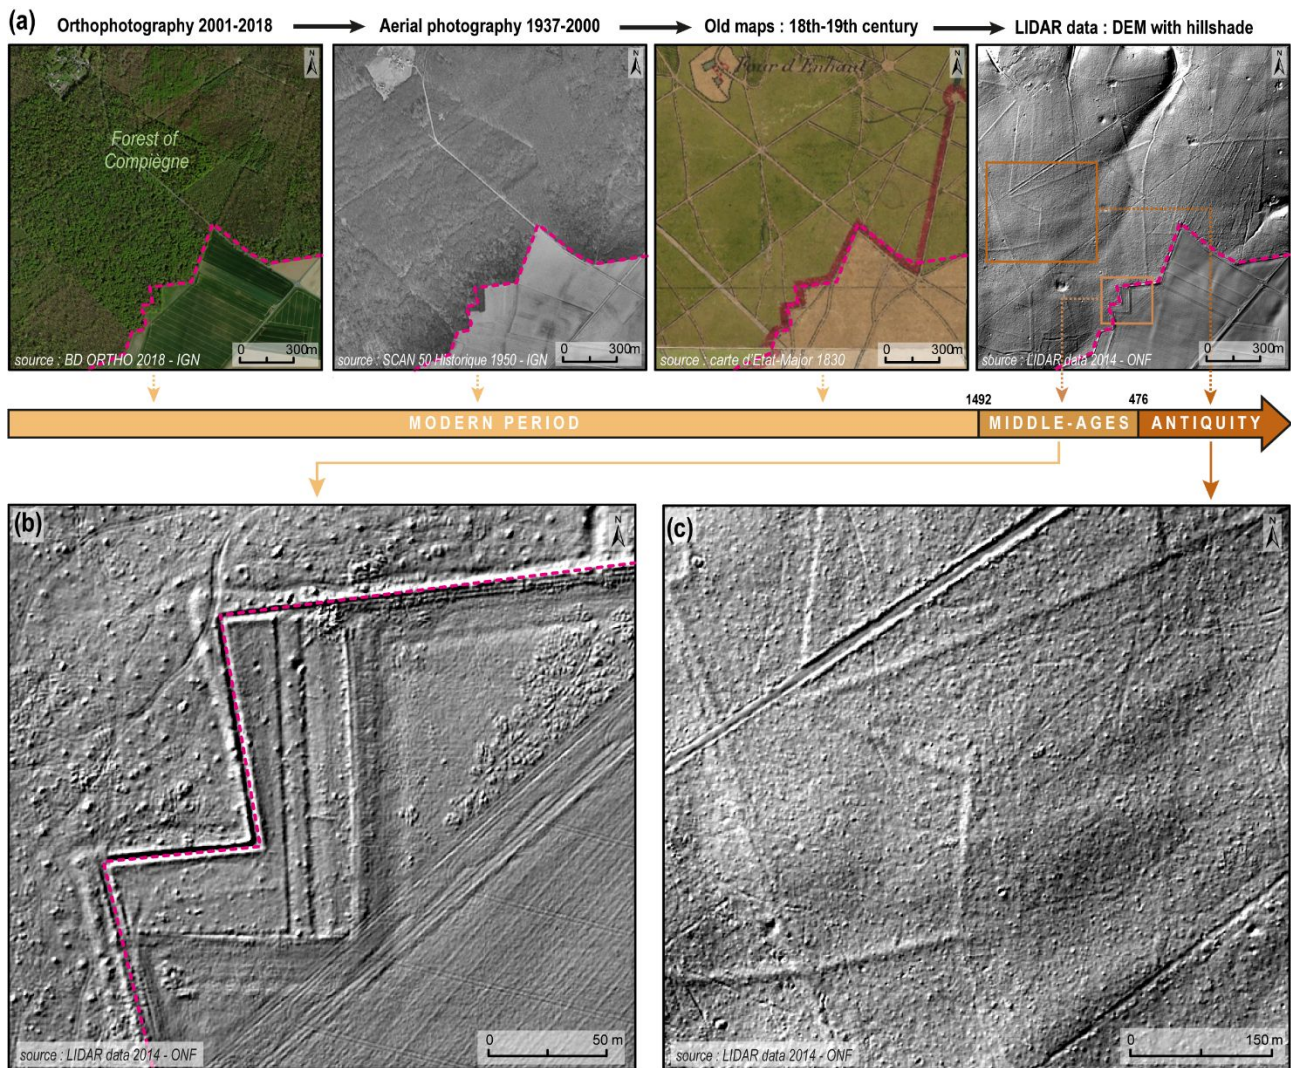 (a)
Orthophotography 2001-2018
Aerial photography 1937-2000
Old maps : 18th-19th century
LIDAR data : DEM with hillshade
N
Forest of
Compiègne
0 300m
source : BD ORTHO 2018 - IGN
N
0 300m
source : SCAN 50 Historique 1950 - IGN
N
Four d'Enhaut
0 300m
source : carte d'Etat-Major 1830
N
0 300m
source : LIDAR data 2014 - ONF
1492
476
MODERN PERIOD
MIDDLE-AGES
ANTIQUITY
(b)
N
0 50 m
source : LIDAR data 2014 - ONF
(c)
N
0 150 m
source : LIDAR data 2014 - ONF